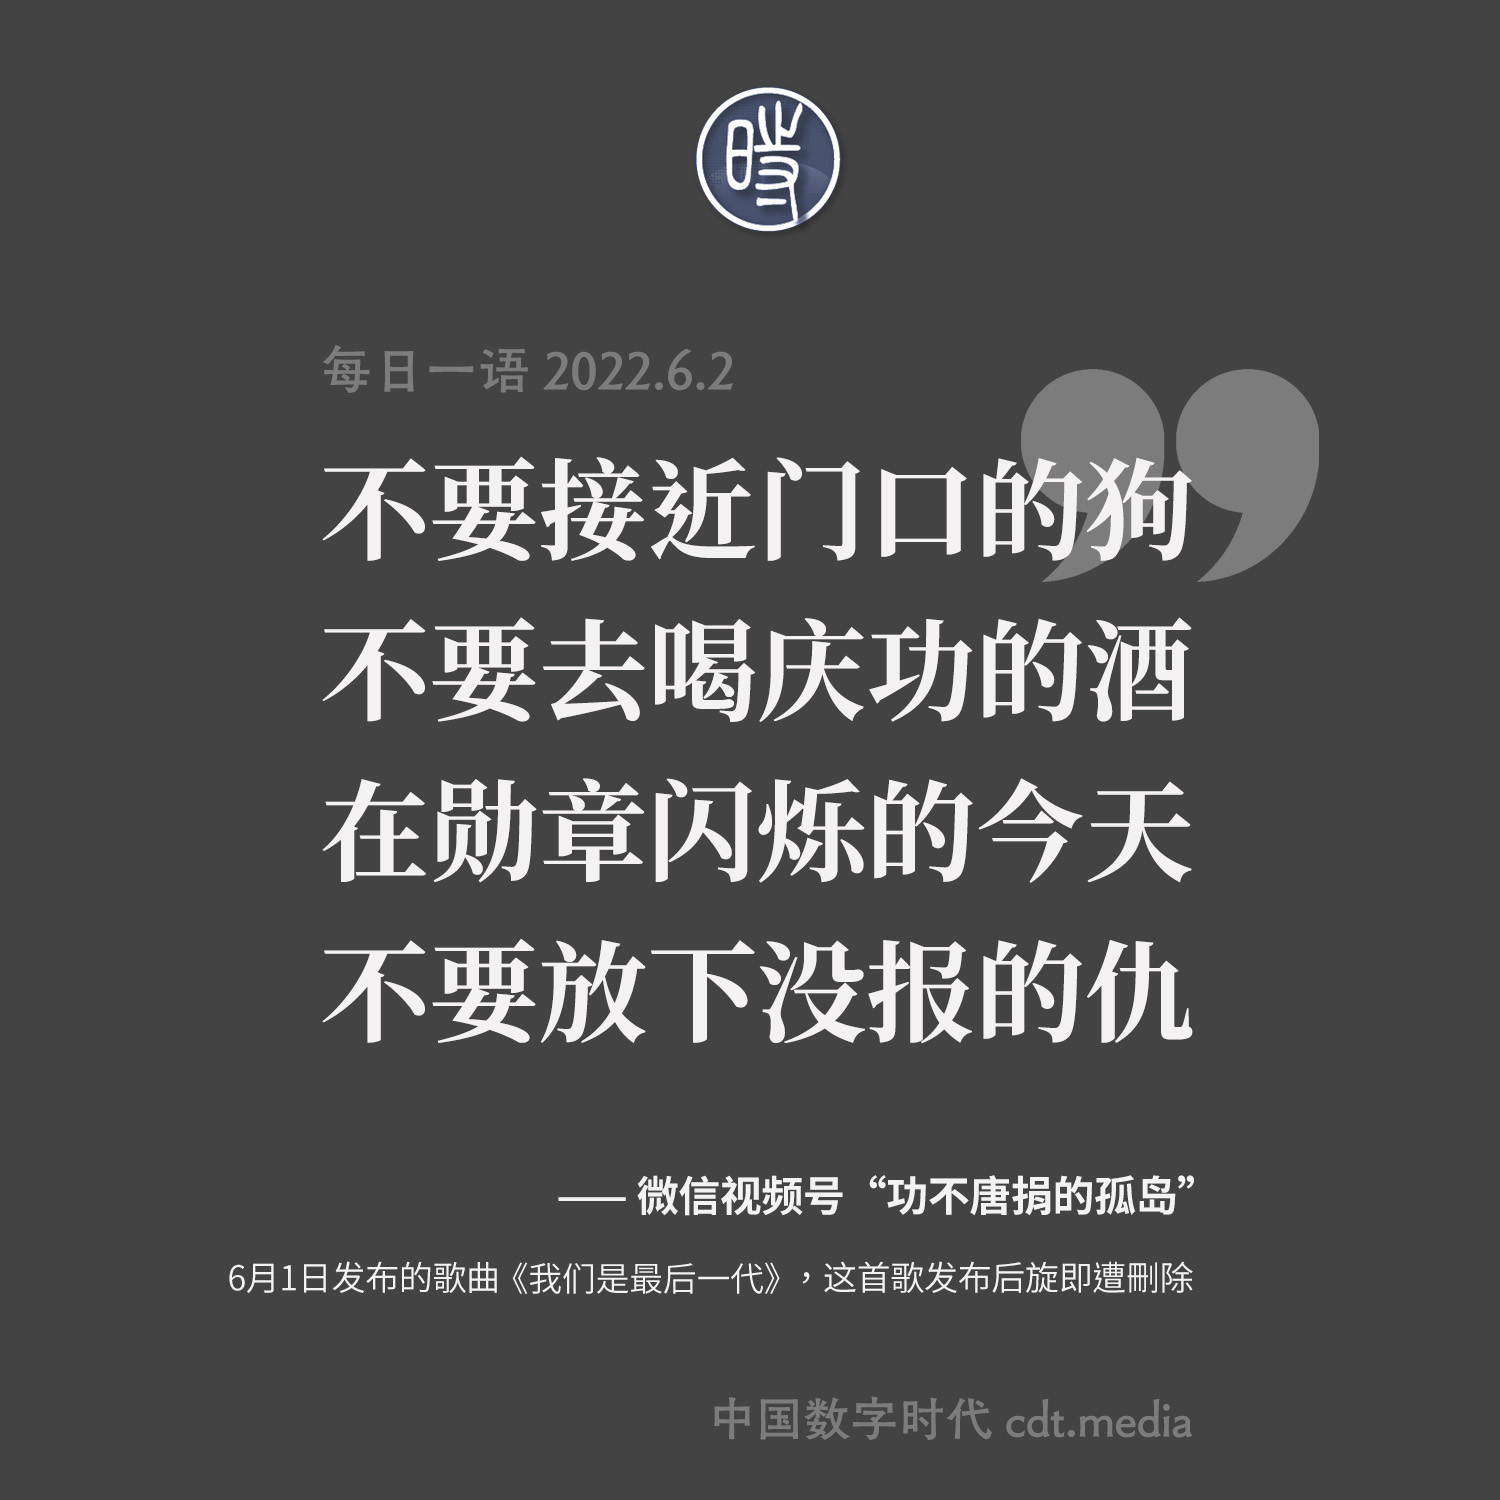 時
每日一语 2022.6.2
不要接近门口的狗
不要去喝庆功的酒
在勋章闪烁的今天
不要放下没报的仇
—— 微信视频号“功不唐捐的孤岛”
6月1日发布的歌曲《我们是最后一代》，这首歌发布后旋即遭刪除
中国数字时代 cdt.media